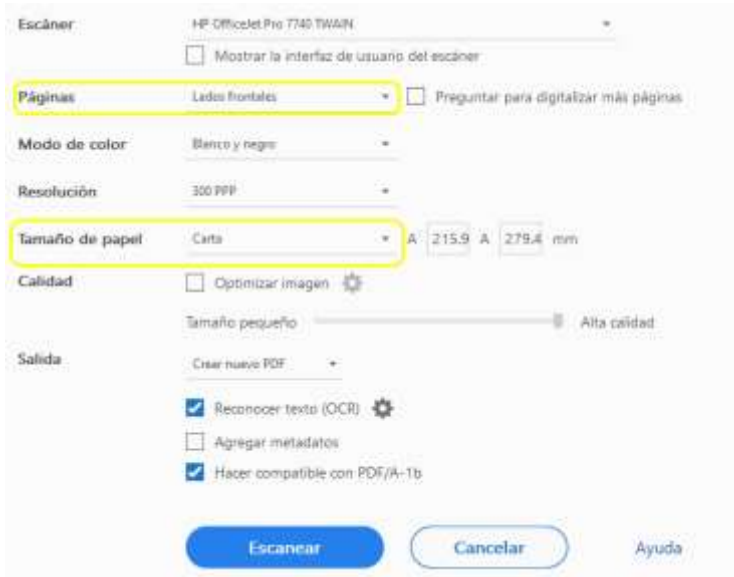 Escáner HP OfficeJet Pro 7740 TWAIN
Mostrar la interfaz de usuario del escáner
Páginas Lados frontales Preguntar para digitalizar más páginas
Modo de color Blanco y negro
Resolución 300 PPP
Tamaño de papel Carta A 215.9 A 279.4 mm
Calidad Optimizar imagen
Tamaño pequeño Alta calidad
Salida Crear nuevo PDF
Reconocer texto (OCR)
Agregar metadatos
Hacer compatible con PDF/A-1b
Escanear Cancelar Ayuda